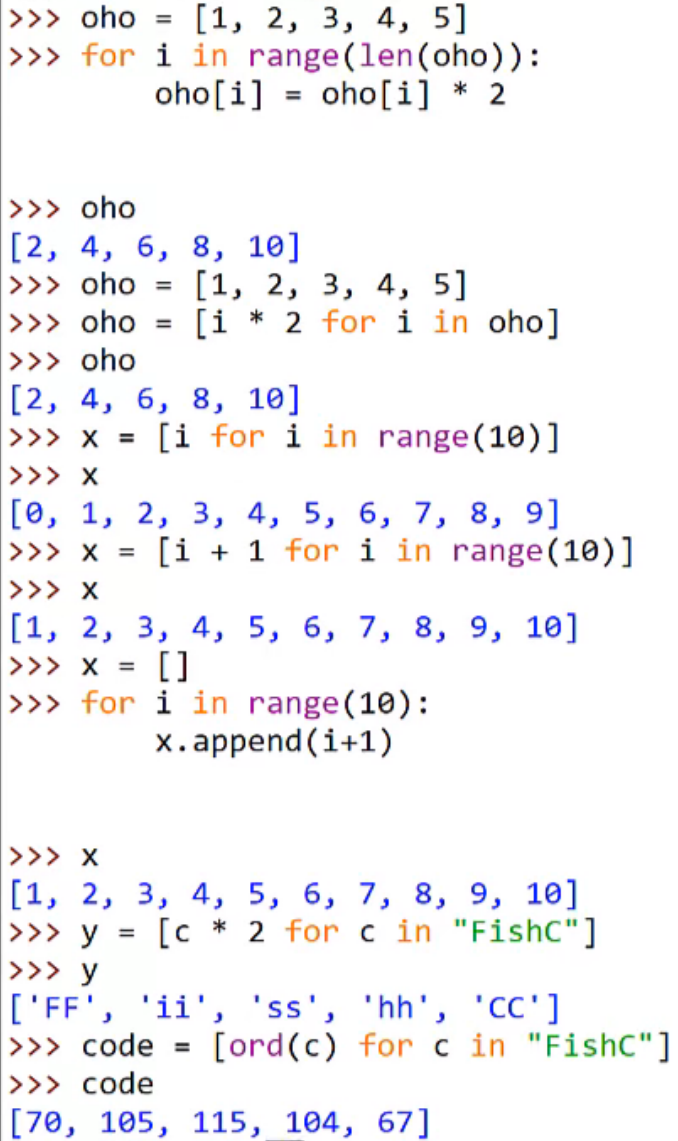 >>> oho = [1, 2, 3, 4, 5]
>>> for i in range(len(oho)):
        oho[i] = oho[i] * 2
>>> oho
[2, 4, 6, 8, 10]
>>> oho = [1, 2, 3, 4, 5]
>>> oho = [i * 2 for i in oho]
>>> oho
[2, 4, 6, 8, 10]
>>> x = [i for i in range(10)]
>>> x
[0, 1, 2, 3, 4, 5, 6, 7, 8, 9]
>>> x = [i + 1 for i in range(10)]
>>> x
[1, 2, 3, 4, 5, 6, 7, 8, 9, 10]
>>> x = []
>>> for i in range(10):
        x.append(i+1)
>>> x
[1, 2, 3, 4, 5, 6, 7, 8, 9, 10]
>>> y = [c * 2 for c in "FishC"]
>>> y
['FF', 'ii', 'ss', 'hh', 'CC']
>>> code = [ord(c) for c in "FishC"]
>>> code
[70, 105, 115, 104, 67]